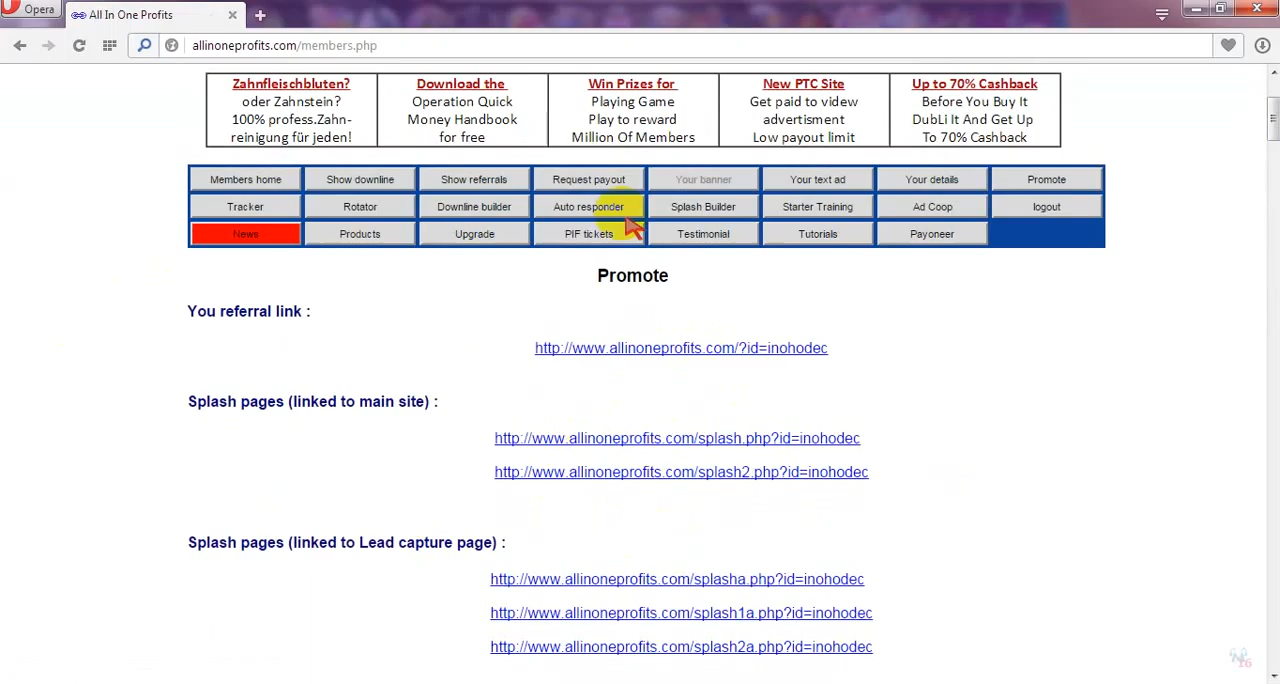 Opera
All In One Profits
allinoneprofits.com/members.php
Zahnfleischbluten?
oder Zahnstein?
100% profess.Zahn-
reinigung für jeden!
Download the
Operation Quick
Money Handbook
for free
Win Prizes for
Playing Game
Play to reward
Million Of Members
New PTC Site
Get paid to videw
advertisment
Low payout limit
Up to 70% Cashback
Before You Buy It
DubLi It And Get Up
To 70% Cashback
Members home Show downline Show referrals Request payout Your banner Your text ad Your details Promote
Tracker Rotator Downline builder Auto responder Splash Builder Starter Training Ad Coop logout
News Products Upgrade PIF tickets Testimonial Tutorials Payoneer
Promote
You referral link :
http://www.allinoneprofits.com/?id=inohodec
Splash pages (linked to main site) :
http://www.allinoneprofits.com/splash.php?id=inohodec
http://www.allinoneprofits.com/splash2.php?id=inohodec
Splash pages (linked to Lead capture page) :
http://www.allinoneprofits.com/splasha.php?id=inohodec
http://www.allinoneprofits.com/splash1a.php?id=inohodec
http://www.allinoneprofits.com/splash2a.php?id=inohodec